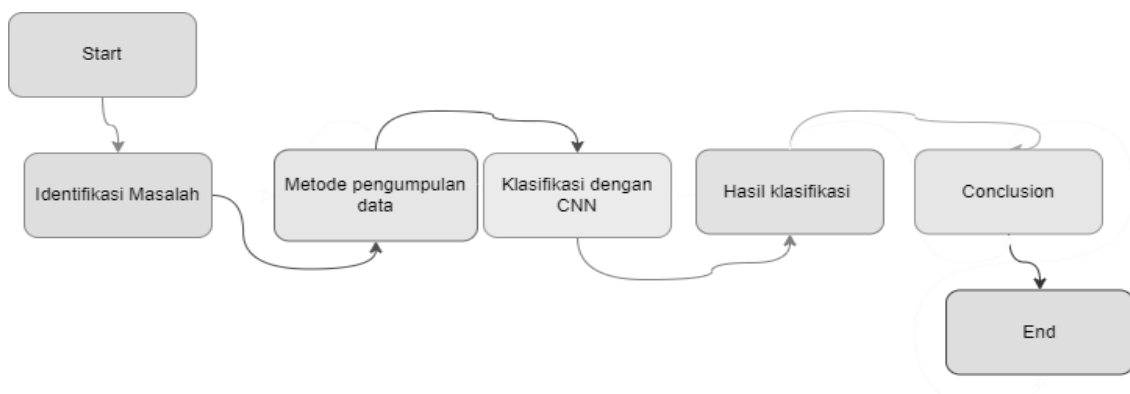 Start
Identifikasi Masalah
Metode pengumpulan
data
Klasifikasi dengan
CNN
Hasil klasifikasi
Conclusion
End